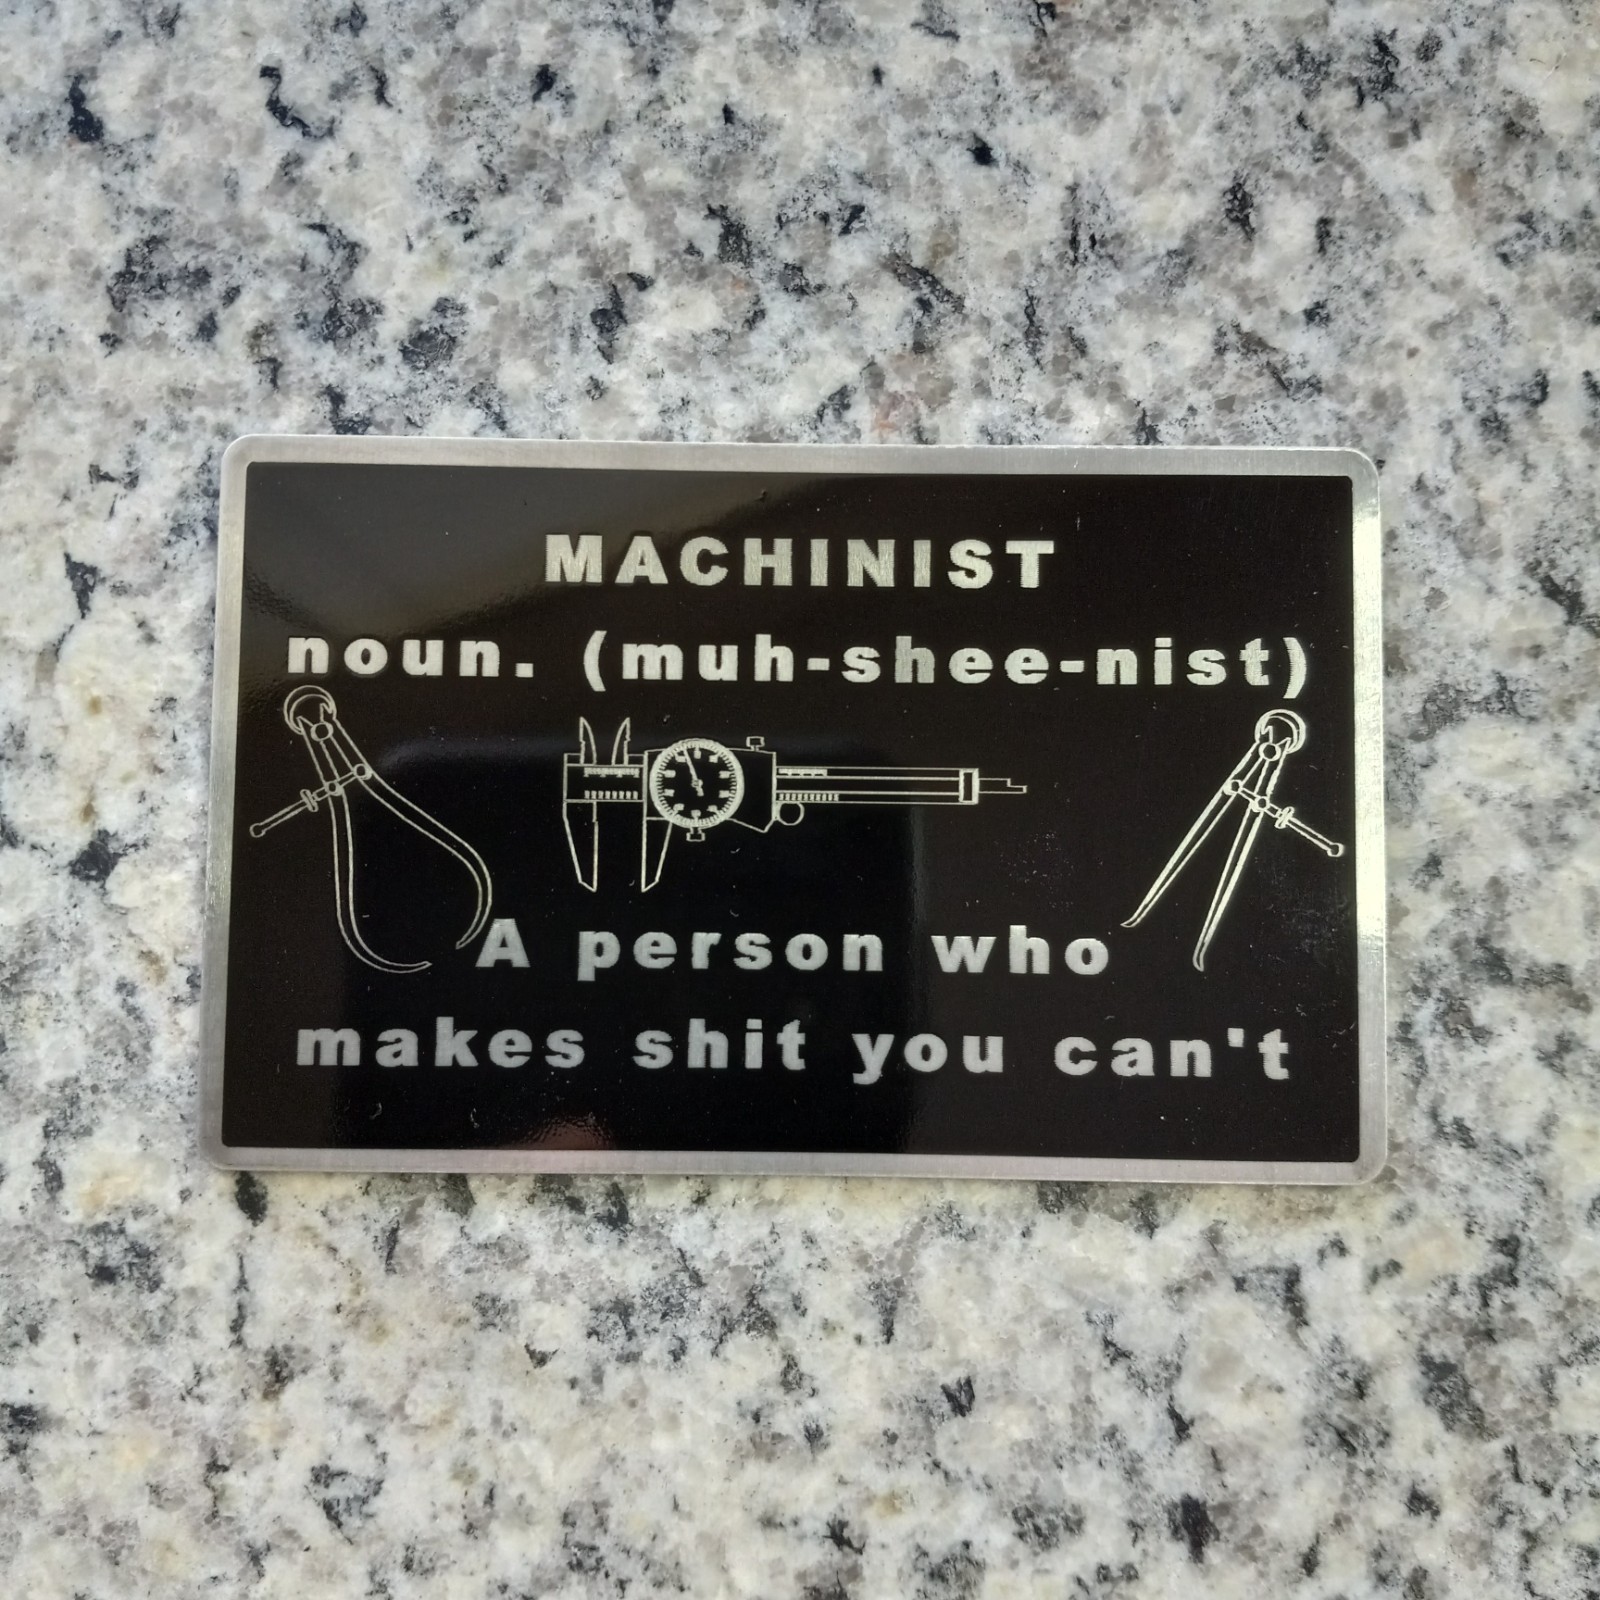 MACHINIST
noun. (muh-shee-nist)
A person who
makes shit you can't